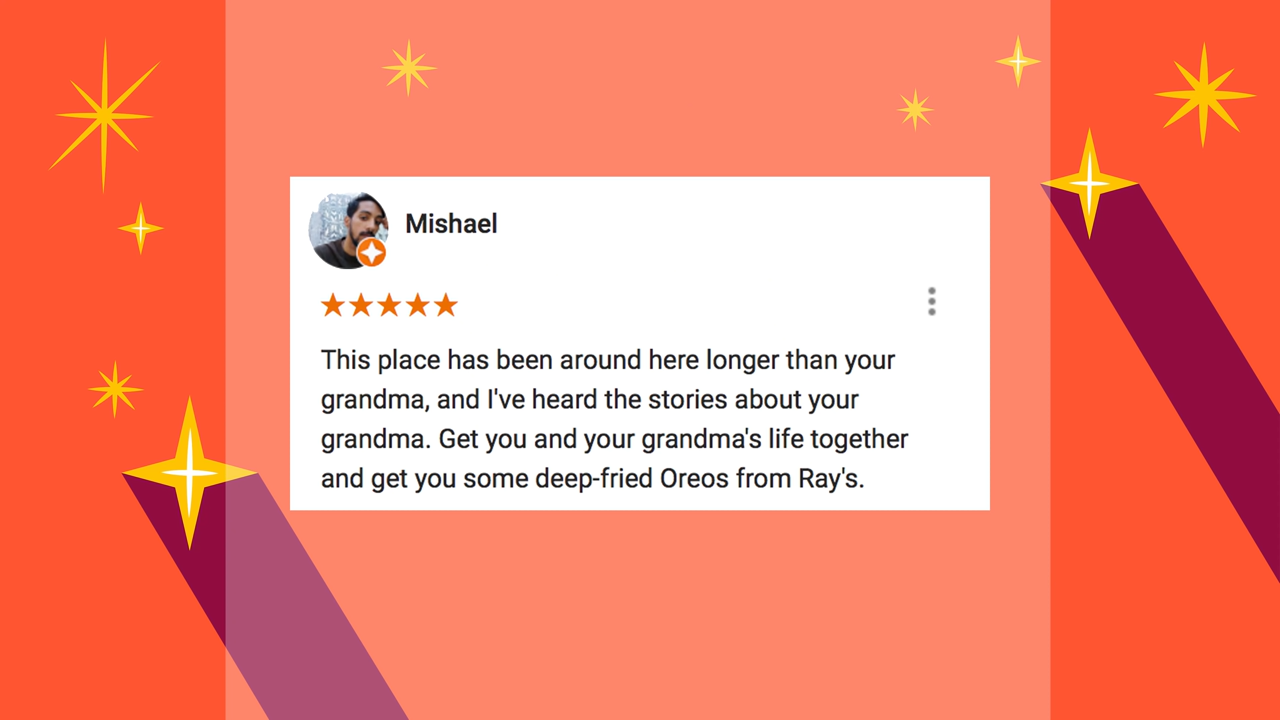 Mishael
This place has been around here longer than your
grandma, and I've heard the stories about your
grandma. Get you and your grandma's life together
and get you some deep-fried Oreos from Ray's.